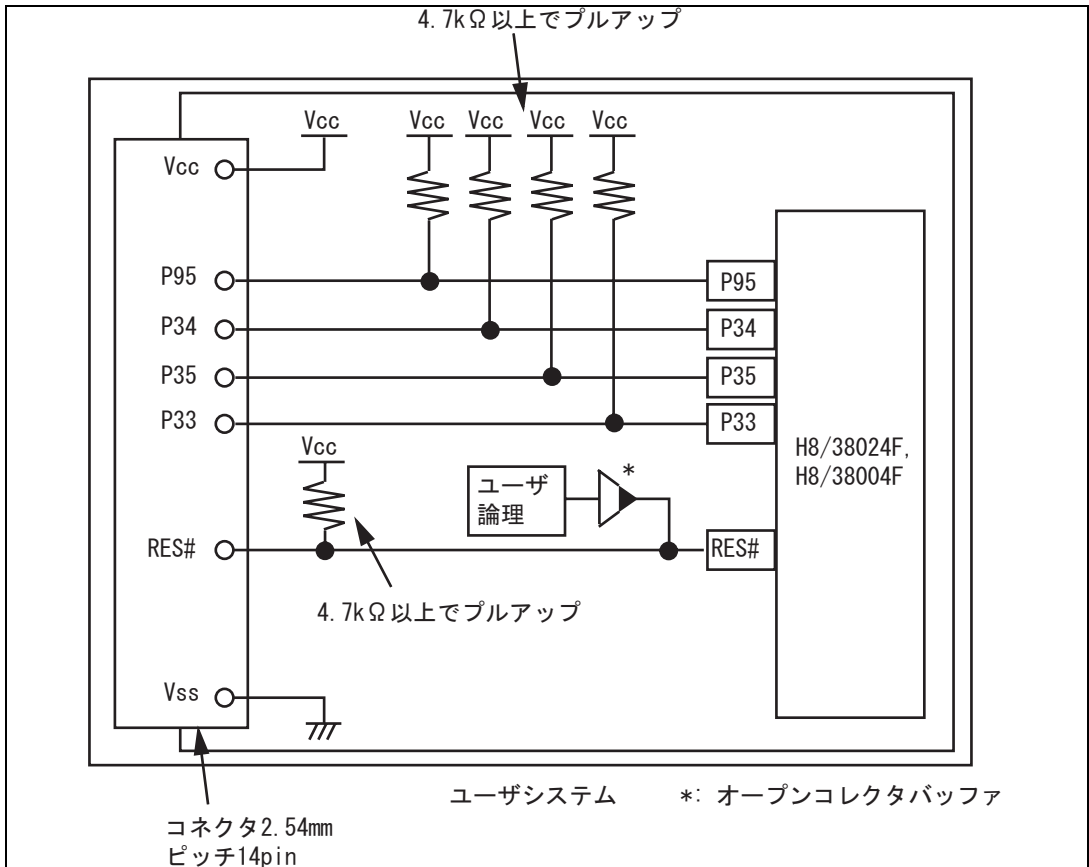 4.7kΩ以上でプルアップ
Vcc
Vcc Vcc Vcc Vcc
Vcc
P95
P34
P35
P33
P95
P34
P35
P33
H8/38024F,
H8/38004F
Vcc
ユーザ
論理
*
RES#
RES#
4.7kΩ以上でプルアップ
Vss
ユーザシステム *: オープンコレクタバッファ
コネクタ2.54mm
ピッチ14pin